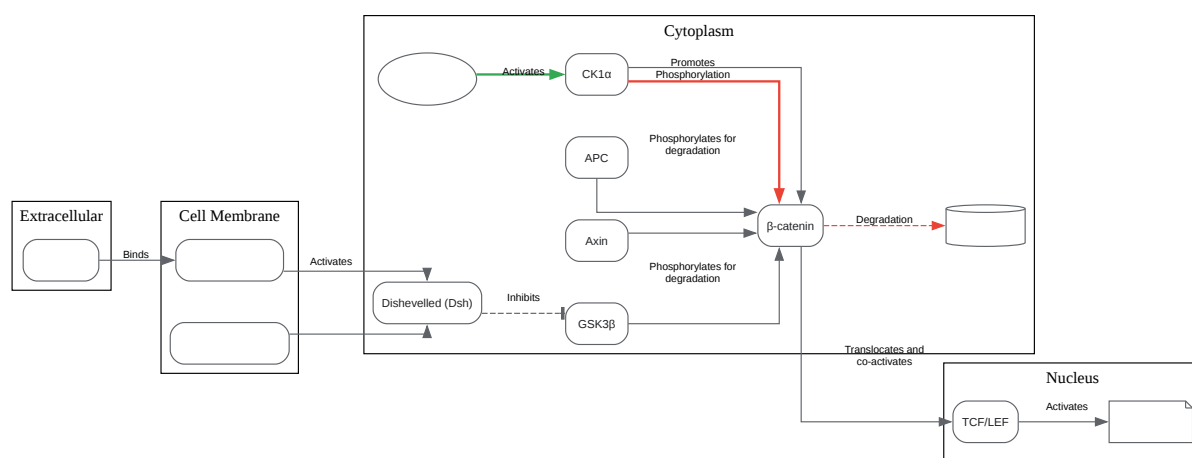 Cytoplasm
Activates
CK1α
Promotes
Phosphorylation
APC
Phosphorylates for
degradation
Extracellular
Cell Membrane
Axin
β-catenin
Degradation
Binds
Activates
Phosphorylates for
degradation
Dishevelled (Dsh)
Inhibits
GSK3β
Translocates and
co-activates
Nucleus
TCF/LEF
Activates